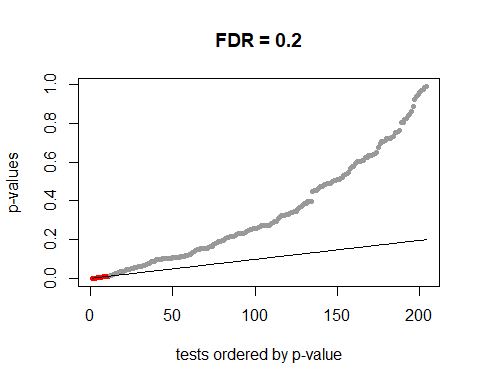 FDR = 0.2
p-values
0.0 0.2 0.4 0.6 0.8 1.0
0 50 100 150 200
tests ordered by p-value